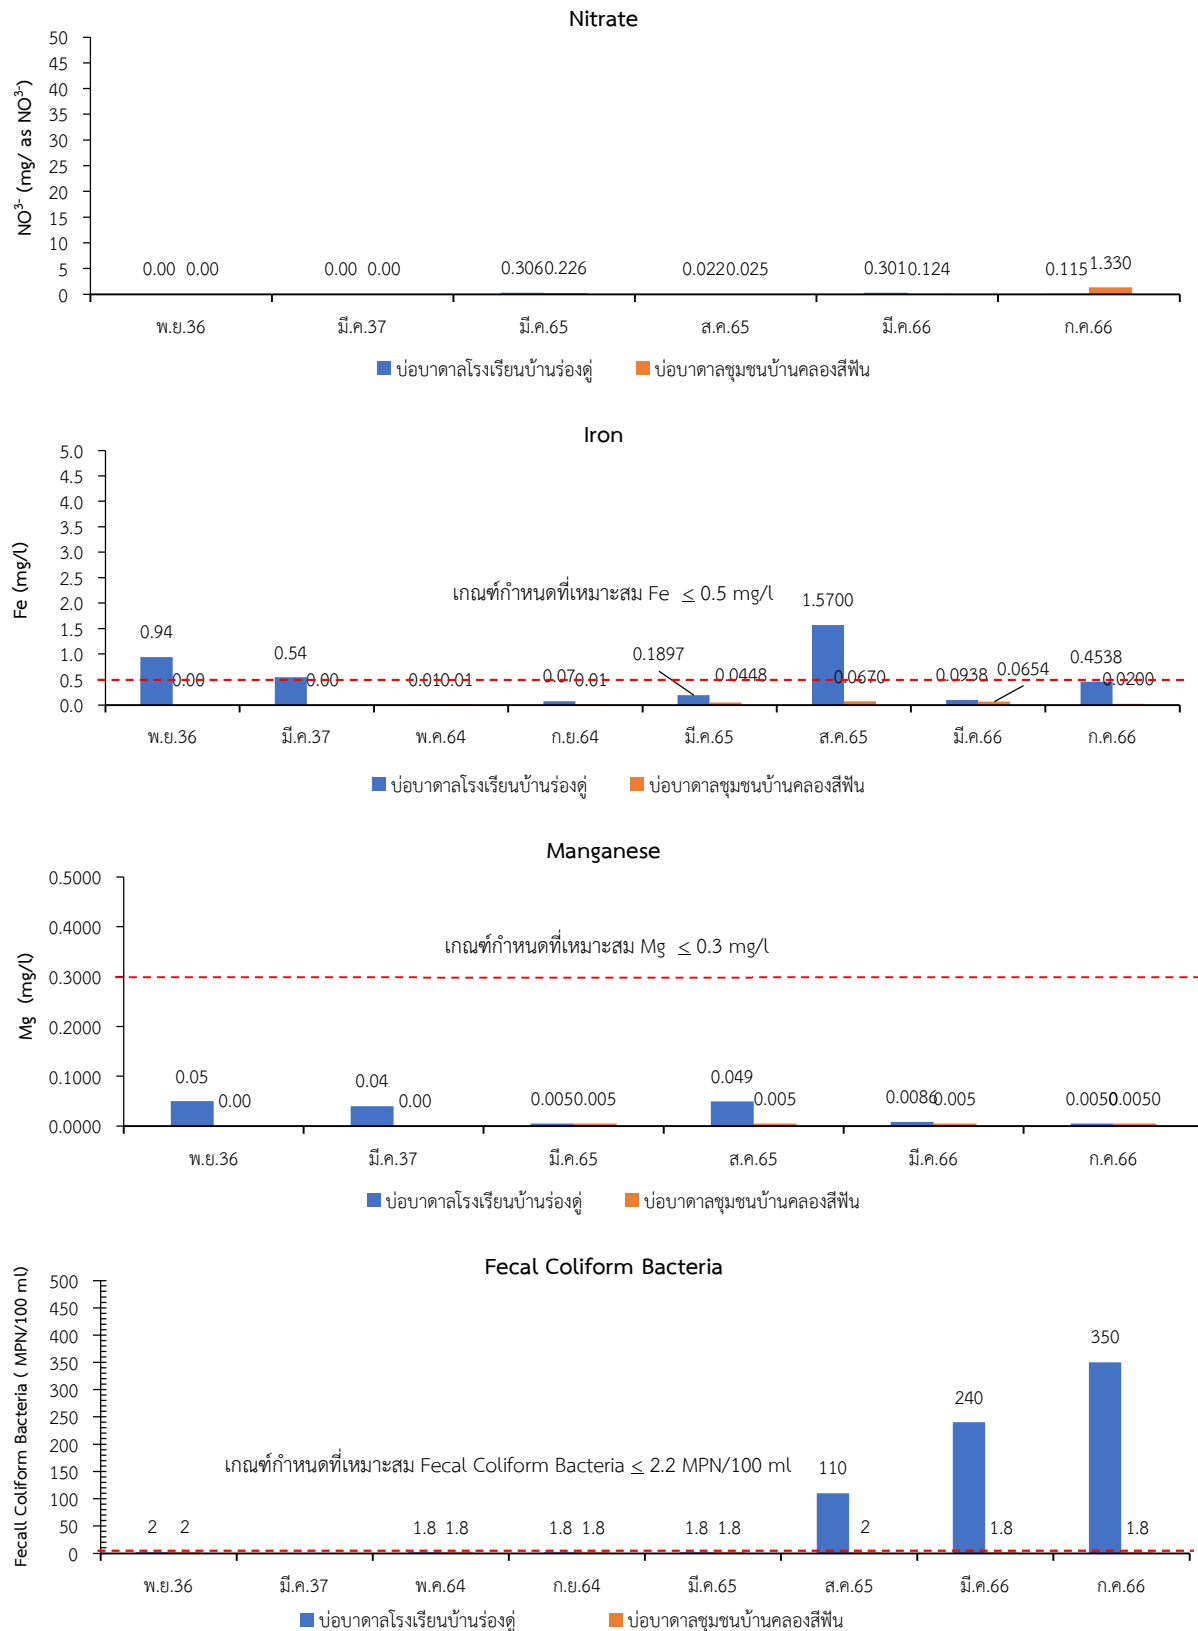 Nitrate
NO³⁻ (mg/ as NO³⁻)
50
45
40
35
30
25
20
15
10
5
0
0.00 0.00 0.00 0.00 0.306 0.226 0.022 0.025 0.301 0.124 0.115 1.330
พ.ย.36 มี.ค.37 มี.ค.65 ส.ค.65 มี.ค.66 ก.ค.66
บ่อบาดาลโรงเรียนบ้านร่องดู่ บ่อบาดาลชุมชนบ้านคลองสีฟัน
Iron
Fe (mg/l)
5.0
4.5
4.0
3.5
3.0
2.5
2.0
1.5
1.0
0.5
0.0
เกณฑ์กำหนดที่เหมาะสม Fe ≤ 0.5 mg/l
0.94 0.00 0.54 0.00 0.01 0.01 0.07 0.01 0.1897 0.0448 1.5700 0.0670 0.0938 0.0654 0.4538 0.0200
พ.ย.36 มี.ค.37 พ.ค.64 ก.ย.64 มี.ค.65 ส.ค.65 มี.ค.66 ก.ค.66
บ่อบาดาลโรงเรียนบ้านร่องดู่ บ่อบาดาลชุมชนบ้านคลองสีฟัน
Manganese
Mg (mg/l)
0.5000
0.4000
0.3000
0.2000
0.1000
0.0000
เกณฑ์กำหนดที่เหมาะสม Mg ≤ 0.3 mg/l
0.05 0.00 0.04 0.00 0.005 0.005 0.049 0.005 0.0086 0.005 0.0050 0.0050
พ.ย.36 มี.ค.37 มี.ค.65 ส.ค.65 มี.ค.66 ก.ค.66
บ่อบาดาลโรงเรียนบ้านร่องดู่ บ่อบาดาลชุมชนบ้านคลองสีฟัน
Fecal Coliform Bacteria
Fecall Coliform Bacteria ( MPN/100 ml)
500
450
400
350
300
250
200
150
100
50
0
เกณฑ์กำหนดที่เหมาะสม Fecal Coliform Bacteria ≤ 2.2 MPN/100 ml
2 2 1.8 1.8 1.8 1.8 1.8 1.8 110 2 240 1.8 350 1.8
พ.ย.36 มี.ค.37 พ.ค.64 ก.ย.64 มี.ค.65 ส.ค.65 มี.ค.66 ก.ค.66
บ่อบาดาลโรงเรียนบ้านร่องดู่ บ่อบาดาลชุมชนบ้านคลองสีฟัน